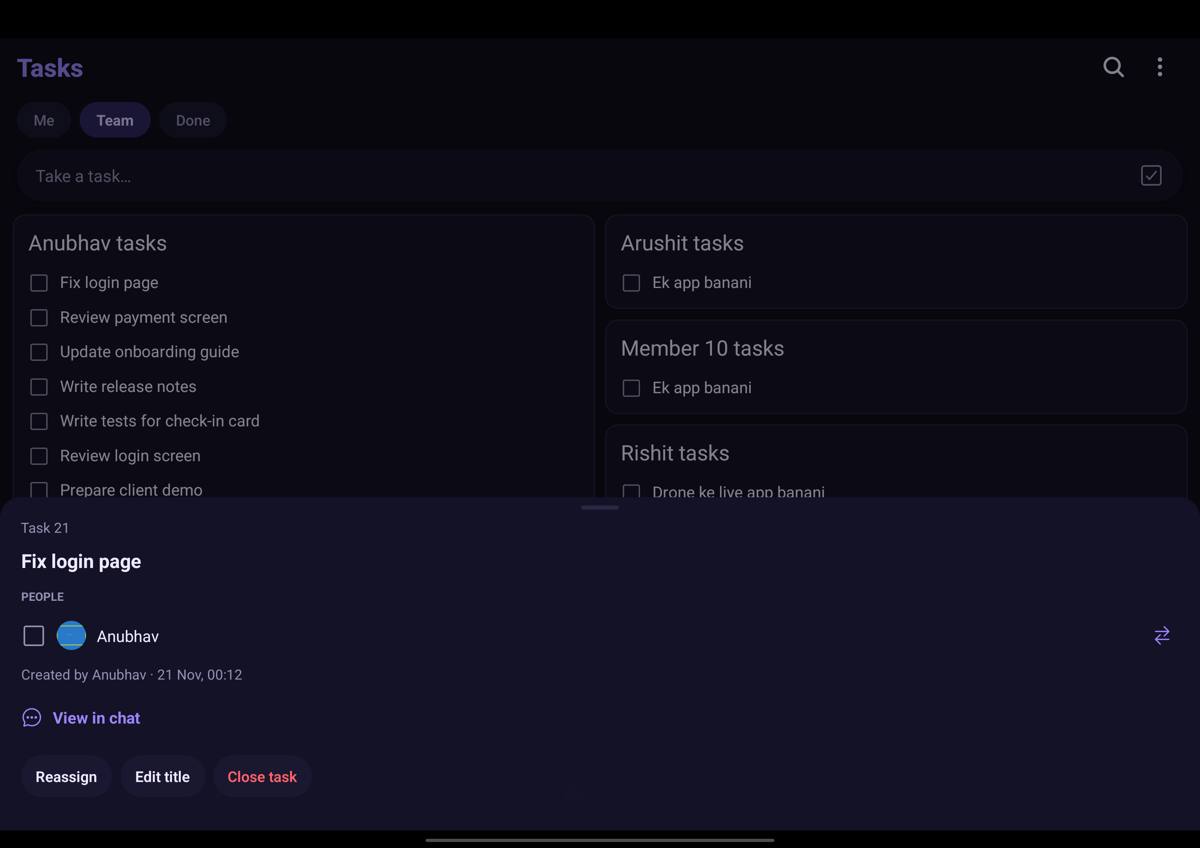 Tasks
Me
Team
Done
Take a task...
Anubhav tasks
Fix login page
Review payment screen
Update onboarding guide
Write release notes
Write tests for check-in card
Review login screen
Prepare client demo
Arushit tasks
Ek app banani
Member 10 tasks
Ek app banani
Rishit tasks
Drone ke live app banani
Task 21
Fix login page
PEOPLE
Anubhav
Created by Anubhav · 21 Nov, 00:12
View in chat
Reassign
Edit title
Close task